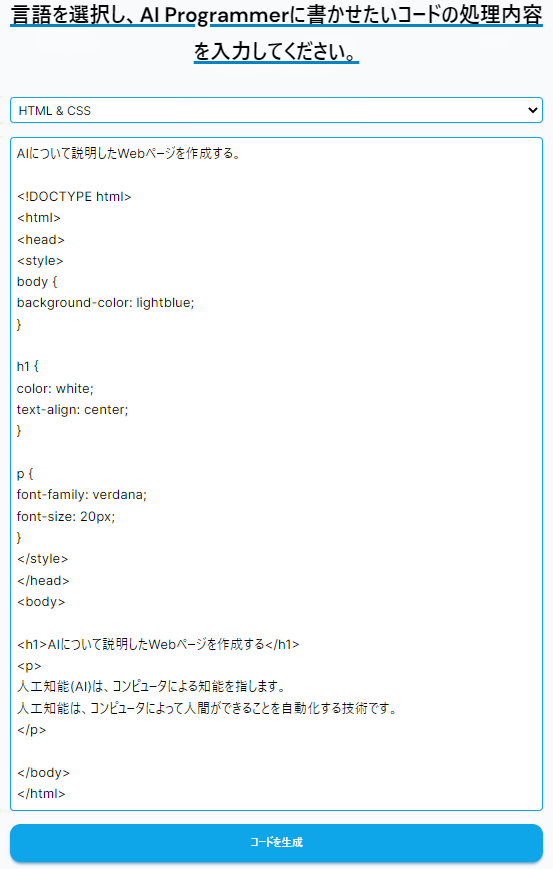 言語を選択し、AI Programmerに書かせたいコードの処理内容
を入力してください。
HTML & CSS
AIについて説明したWebページを作成する。
<!DOCTYPE html>
<html>
<head>
<style>
body {
background-color: lightblue;
}
h1 {
color: white;
text-align: center;
}
p {
font-family: verdana;
font-size: 20px;
}
</style>
</head>
<body>
<h1>AIについて説明したWebページを作成する</h1>
<p>
人工知能(AI)は、コンピュータによる知能を指します。
人工知能は、コンピュータによって人間ができることを自動化する技術です。
</p>
</body>
</html>
コードを生成